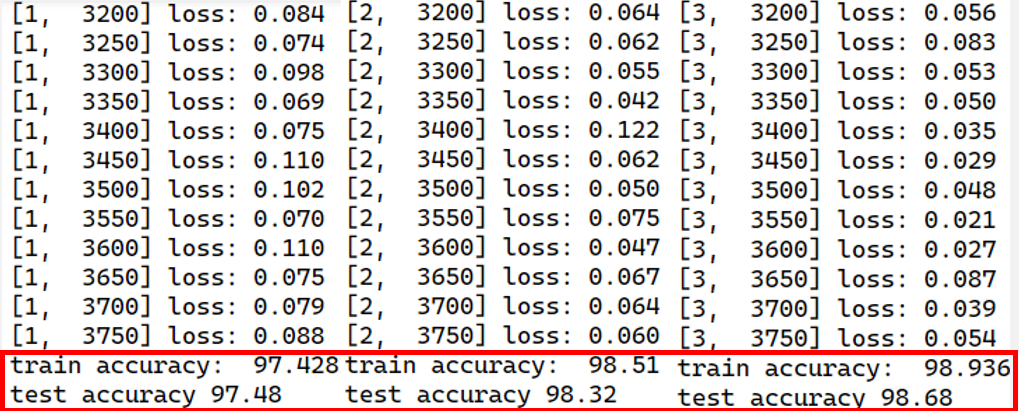 [1,  3200] loss: 0.084
[1,  3250] loss: 0.074
[1,  3300] loss: 0.098
[1,  3350] loss: 0.069
[1,  3400] loss: 0.075
[1,  3450] loss: 0.110
[1,  3500] loss: 0.102
[1,  3550] loss: 0.070
[1,  3600] loss: 0.110
[1,  3650] loss: 0.075
[1,  3700] loss: 0.079
[1,  3750] loss: 0.088
train accuracy:  97.428
test accuracy 97.48
[2,  3200] loss: 0.064
[2,  3250] loss: 0.062
[2,  3300] loss: 0.055
[2,  3350] loss: 0.042
[2,  3400] loss: 0.122
[2,  3450] loss: 0.062
[2,  3500] loss: 0.050
[2,  3550] loss: 0.075
[2,  3600] loss: 0.047
[2,  3650] loss: 0.067
[2,  3700] loss: 0.064
[2,  3750] loss: 0.060
train accuracy:  98.51
test accuracy 98.32
[3,  3200] loss: 0.056
[3,  3250] loss: 0.083
[3,  3300] loss: 0.053
[3,  3350] loss: 0.050
[3,  3400] loss: 0.035
[3,  3450] loss: 0.029
[3,  3500] loss: 0.048
[3,  3550] loss: 0.021
[3,  3600] loss: 0.027
[3,  3650] loss: 0.087
[3,  3700] loss: 0.039
[3,  3750] loss: 0.054
train accuracy:  98.936
test accuracy 98.68